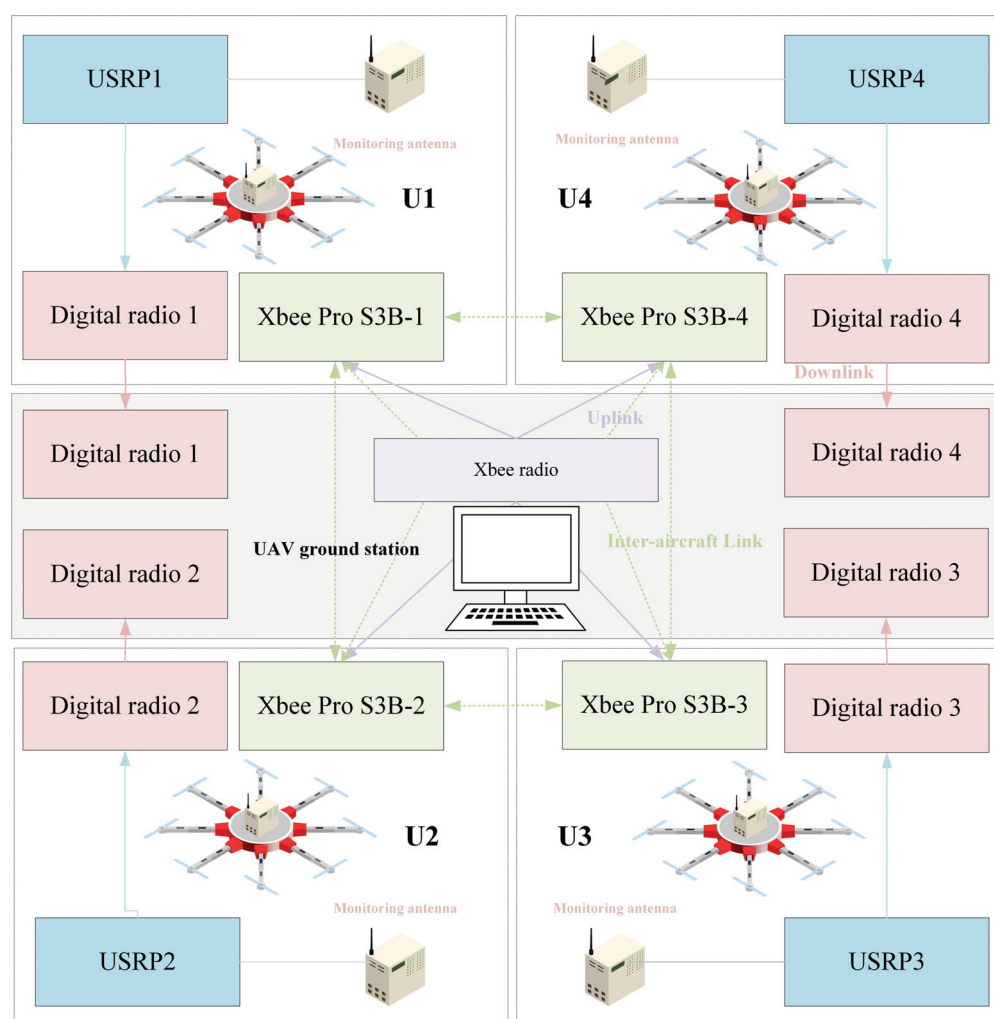 USRP1
USRP4
Monitoring antenna
Monitoring antenna
U1
U4
Digital radio 1
Xbee Pro S3B-1
Xbee Pro S3B-4
Digital radio 4
Downlink
Uplink
Digital radio 1
Xbee radio
Digital radio 4
UAV ground station
Inter-aircraft Link
Digital radio 2
Digital radio 3
Digital radio 2
Xbee Pro S3B-2
Xbee Pro S3B-3
Digital radio 3
U2
U3
Monitoring antenna
Monitoring antenna
USRP2
USRP3